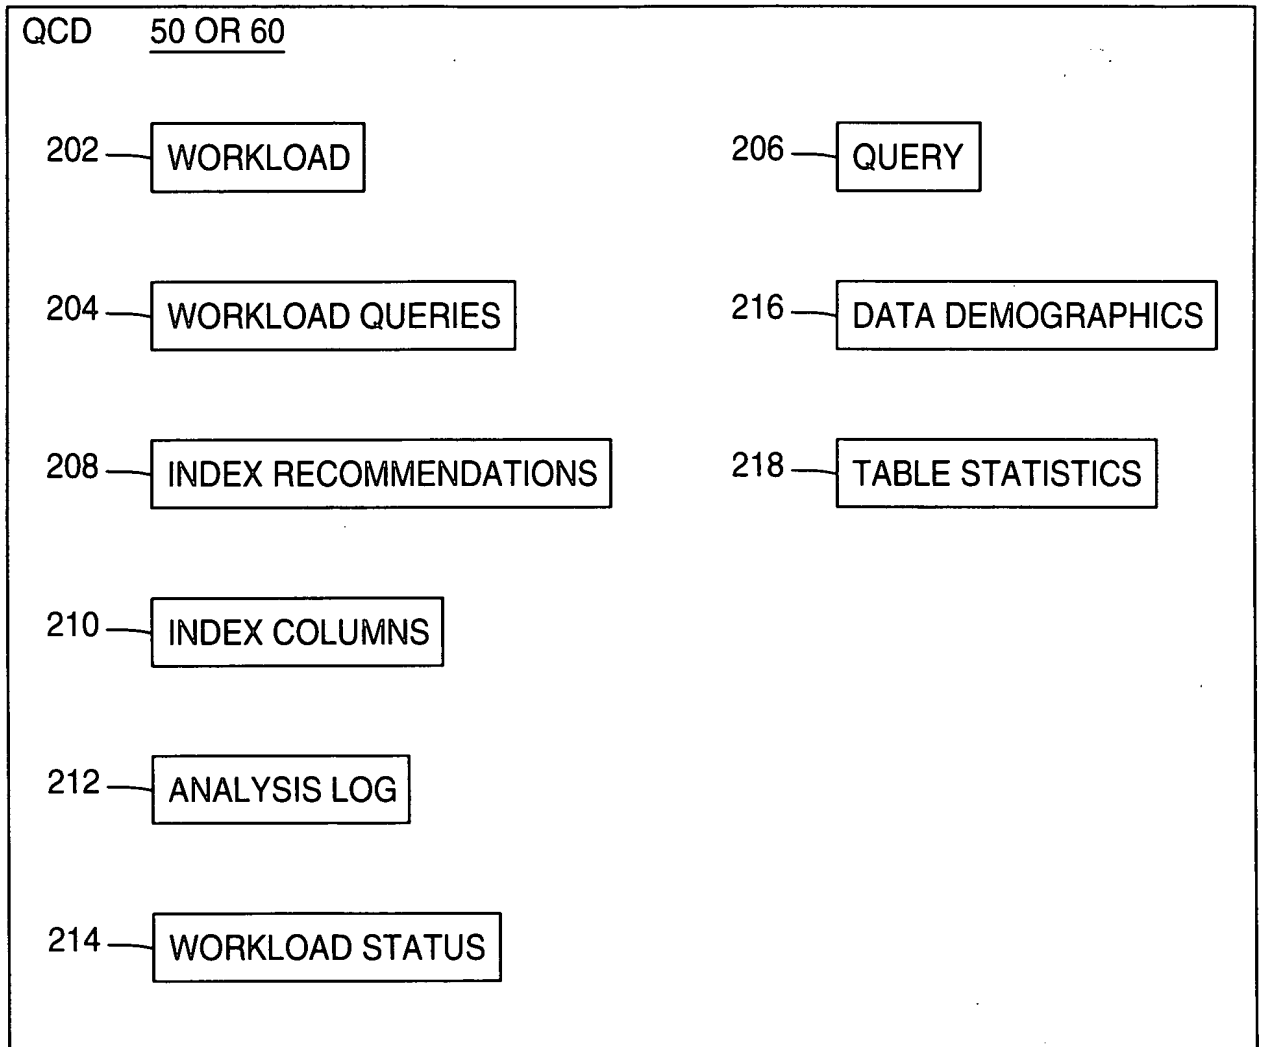 QCD 50 OR 60
202 WORKLOAD
206 QUERY
204 WORKLOAD QUERIES
216 DATA DEMOGRAPHICS
208 INDEX RECOMMENDATIONS
218 TABLE STATISTICS
210 INDEX COLUMNS
212 ANALYSIS LOG
214 WORKLOAD STATUS